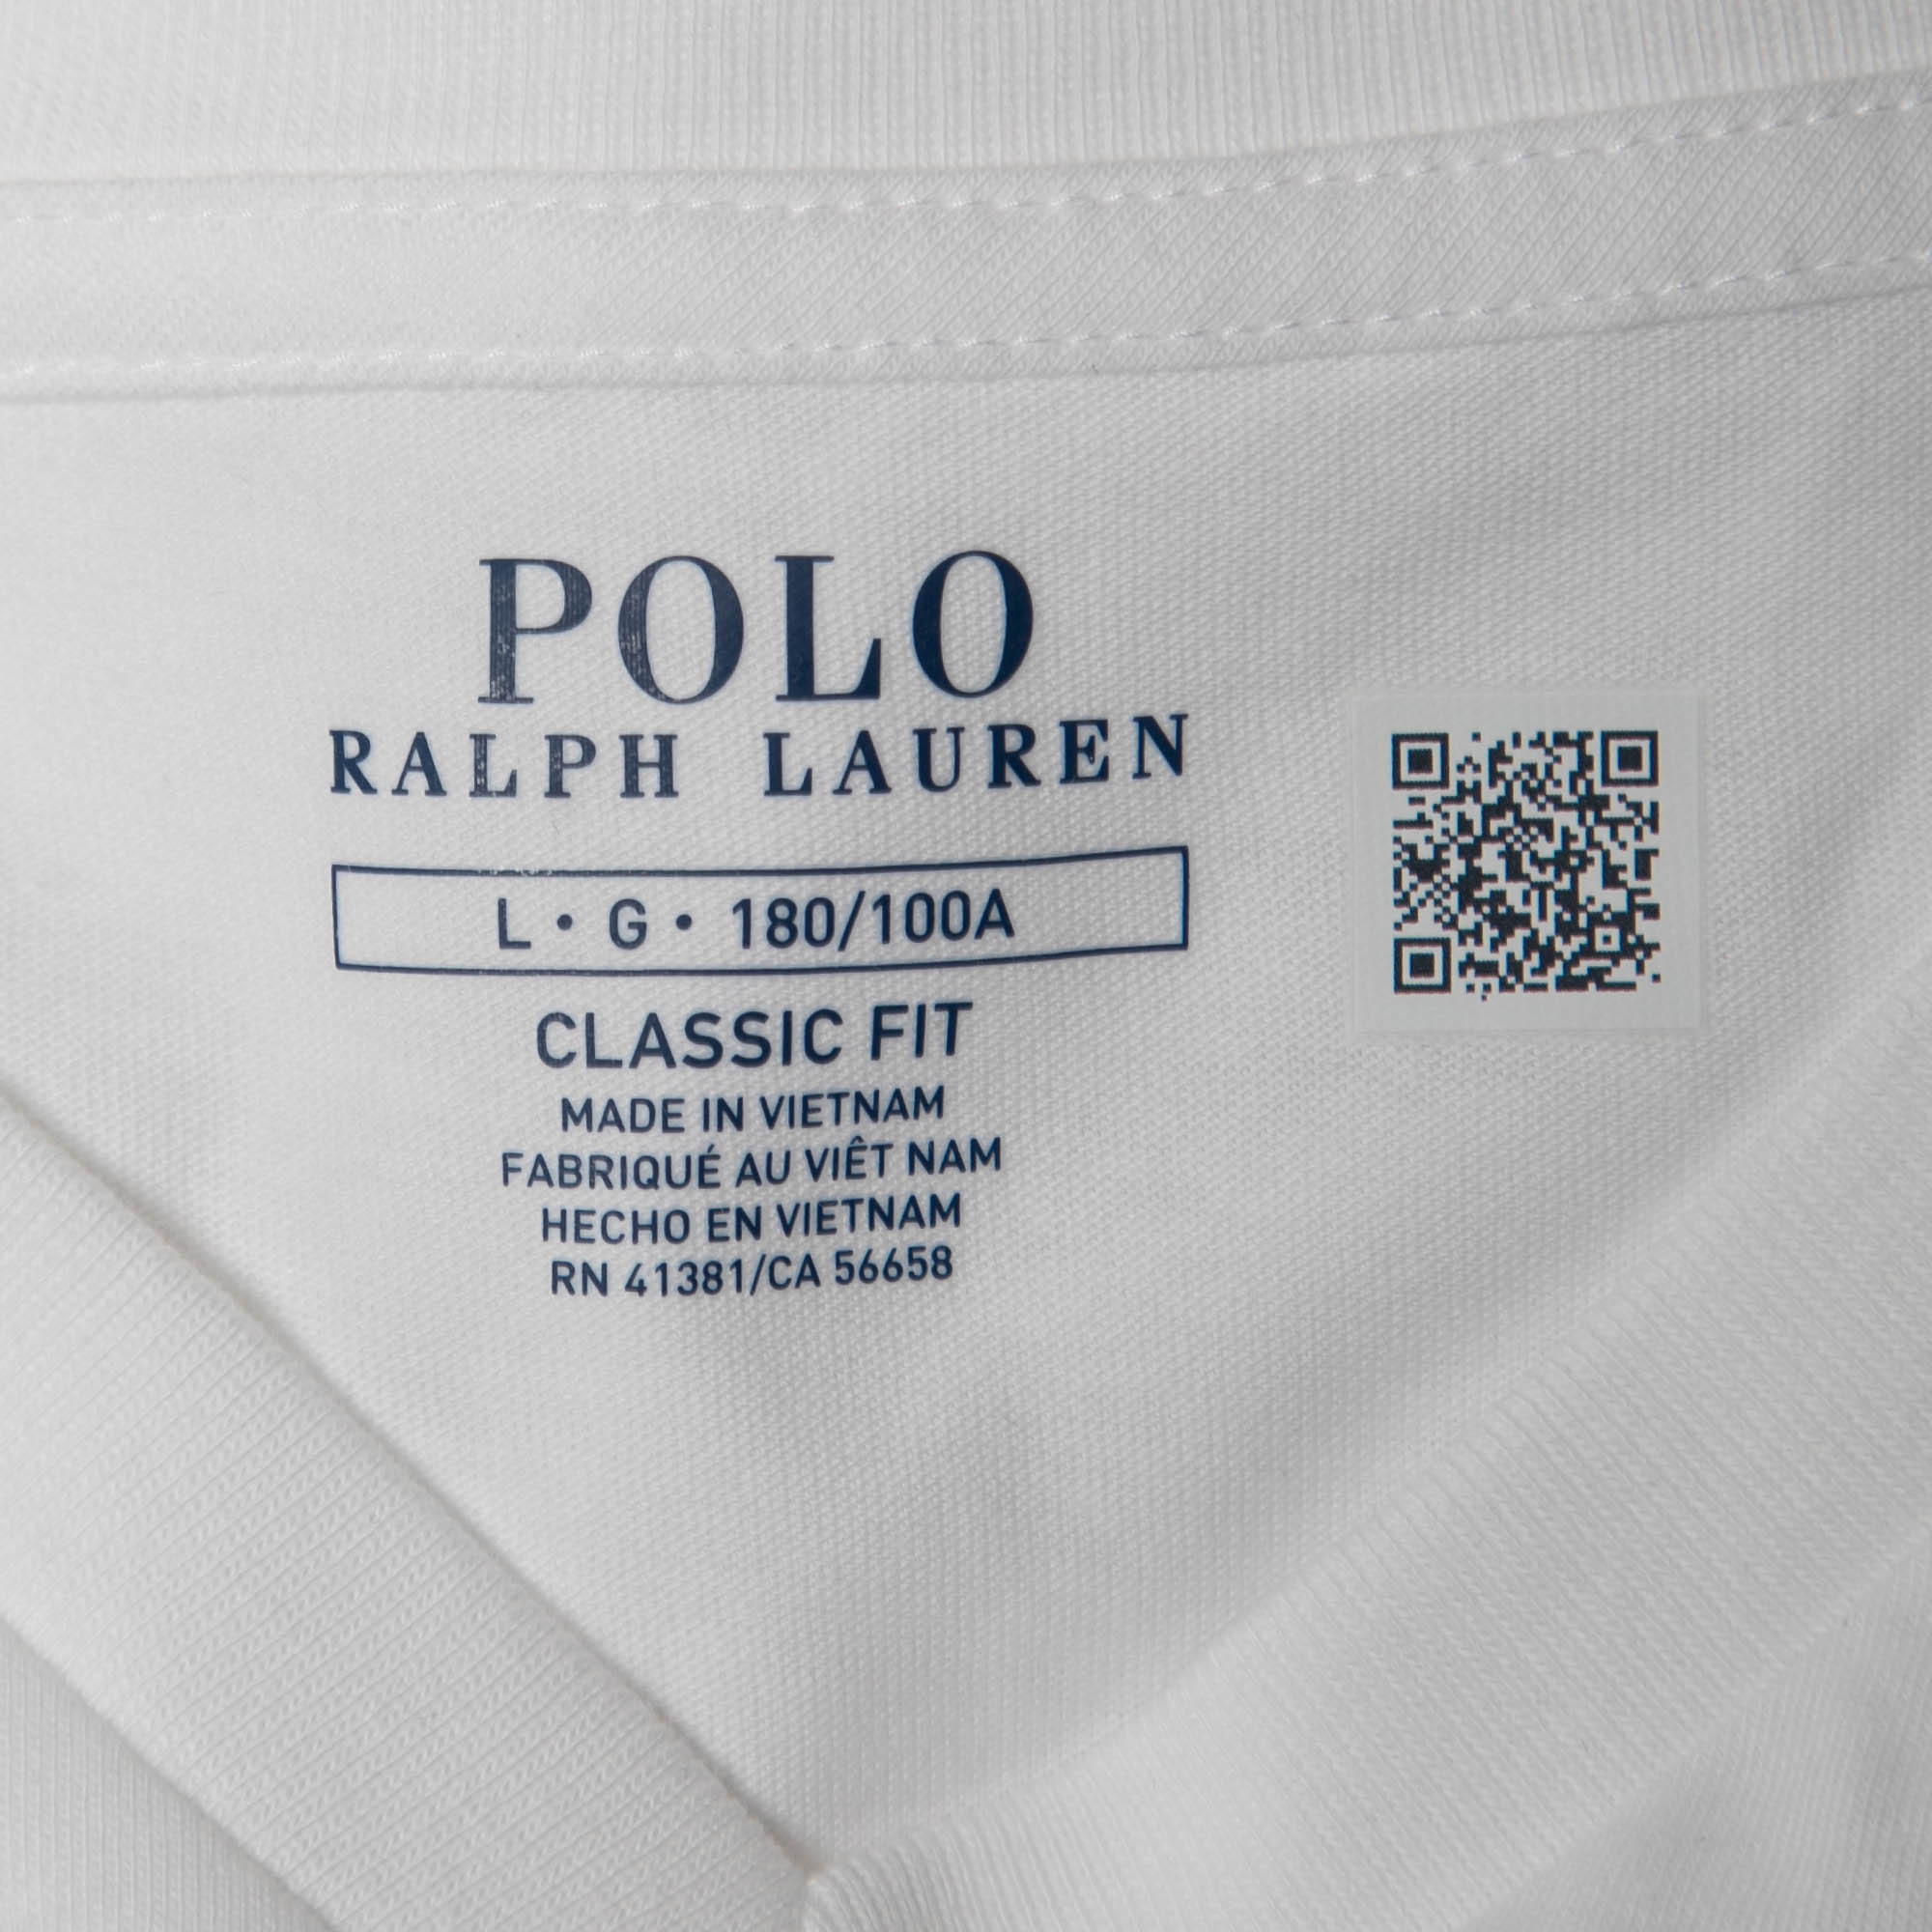 POLO
RALPH LAUREN
L • G • 180/100A
CLASSIC FIT
MADE IN VIETNAM
FABRIQUÉ AU VIÊT NAM
HECHO EN VIETNAM
RN 41381/CA 56658